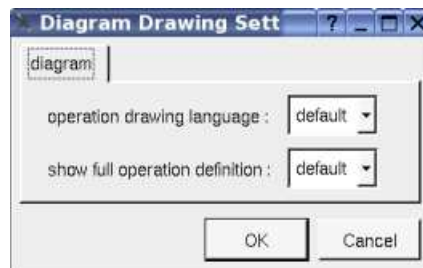 Diagram Drawing Sett ? _
diagram
operation drawing language : default
show full operation definition : default
OK Cancel